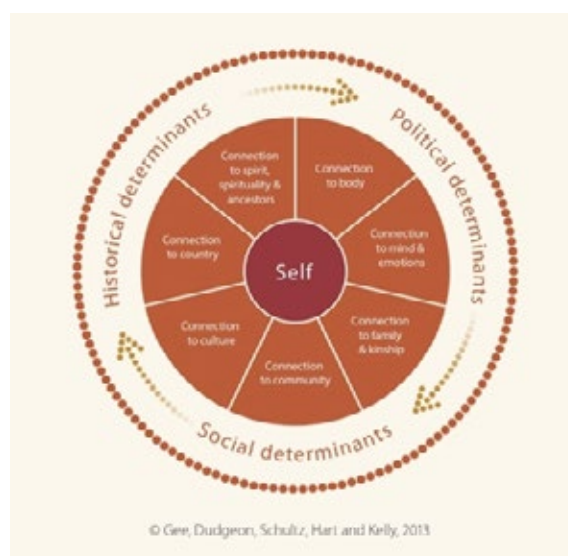 Historical determinants
Political determinants
Connection
to spirit,
spirituality &
ancestors
Connection
to body
Connection
to country
Connection
to mind &
emotions
Self
Connection
to culture
Connection
to family
& kinship
Connection
to community
Social determinants
© Gee, Dudgeon, Schultz, Hart and Kelly, 2013